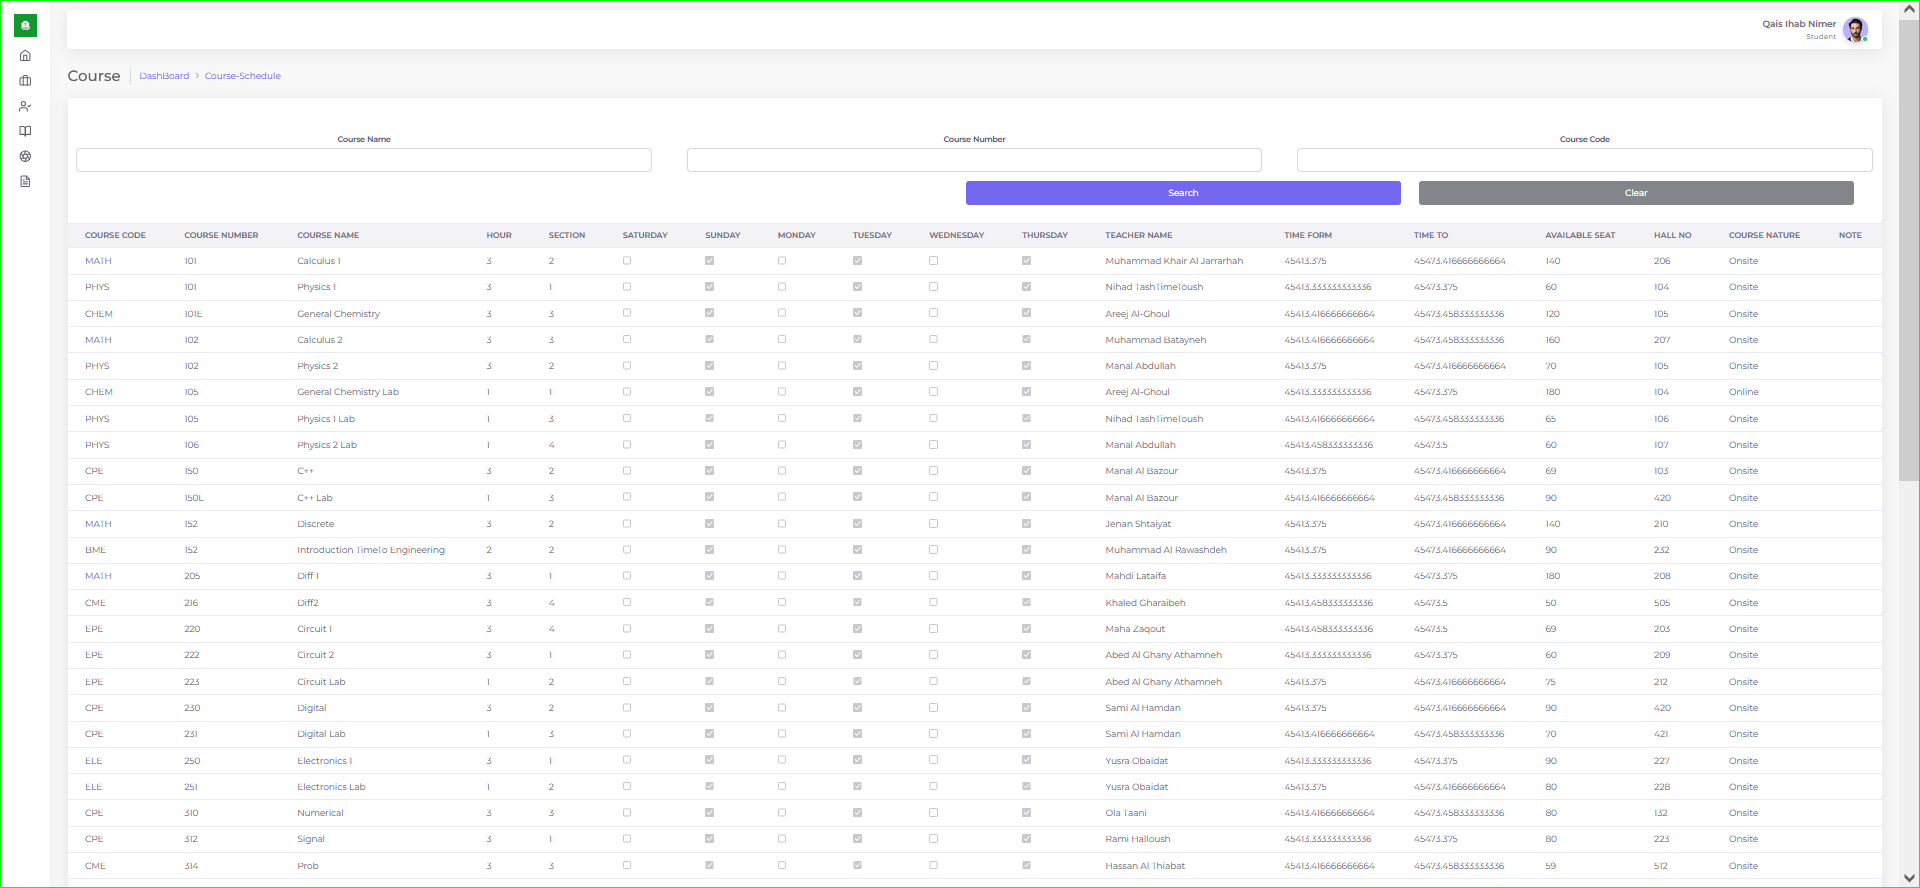 Qais Ihab Nimer
Student
Course DashBoard > Course-Schedule
Course Name Course Number Course Code
Search Clear
COURSE CODE COURSE NUMBER COURSE NAME HOUR SECTION SATURDAY SUNDAY MONDAY TUESDAY WEDNESDAY THURSDAY TEACHER NAME TIME FORM TIME TO AVAILABLE SEAT HALL NO COURSE NATURE NOTE
MATH 101 Calculus 1 3 2 Muhammad Khair Al Jarrarhah 45413.375 45473.416666666664 140 206 Onsite
PHYS 101 Physics 1 3 1 Nihad TashTimeToush 45413.333333333336 45473.375 60 104 Onsite
CHEM 101E General Chemistry 3 3 Areej Al-Ghoul 45413.416666666664 45473.458333333336 120 105 Onsite
MATH 102 Calculus 2 3 3 Muhammad Batayneh 45413.416666666664 45473.458333333336 160 207 Onsite
PHYS 102 Physics 2 3 2 Manal Abdullah 45413.375 45473.416666666664 70 105 Onsite
CHEM 105 General Chemistry Lab 1 1 Areej Al-Ghoul 45413.333333333336 45473.375 180 104 Online
PHYS 105 Physics 1 Lab 1 3 Nihad TashTimeToush 45413.416666666664 45473.458333333336 65 106 Onsite
PHYS 106 Physics 2 Lab 1 4 Manal Abdullah 45413.458333333336 45473.5 60 107 Onsite
CPE 150 C++ 3 2 Manal Al Bazour 45413.375 45473.416666666664 69 103 Onsite
CPE 150L C++ Lab 1 3 Manal Al Bazour 45413.416666666664 45473.458333333336 90 420 Onsite
MATH 152 Discrete 3 2 Jenan Shtaiyat 45413.375 45473.416666666664 140 210 Onsite
BME 152 Introduction TimeTo Engineering 2 2 Muhammad Al Rawashdeh 45413.375 45473.416666666664 90 232 Onsite
MATH 205 Diff 1 3 1 Mahdi Lataifa 45413.333333333336 45473.375 180 208 Onsite
CME 216 Diff2 3 4 Khaled Gharaibeh 45413.458333333336 45473.5 50 505 Onsite
EPE 220 Circuit 1 3 4 Maha Zaqout 45413.458333333336 45473.5 69 203 Onsite
EPE 222 Circuit 2 3 1 Abed Al Ghany Athamneh 45413.333333333336 45473.375 60 209 Onsite
EPE 223 Circuit Lab 1 2 Abed Al Ghany Athamneh 45413.375 45473.416666666664 75 212 Onsite
CPE 230 Digital 3 2 Sami Al Hamdan 45413.375 45473.416666666664 90 420 Onsite
CPE 231 Digital Lab 1 3 Sami Al Hamdan 45413.416666666664 45473.458333333336 70 421 Onsite
ELE 250 Electronics 1 3 1 Yusra Obaidat 45413.333333333336 45473.375 90 227 Onsite
ELE 251 Electronics Lab 1 2 Yusra Obaidat 45413.375 45473.416666666664 80 228 Onsite
CPE 310 Numerical 3 3 Ola Taani 45413.416666666664 45473.458333333336 80 132 Onsite
CPE 312 Signal 3 1 Rami Halloush 45413.333333333336 45473.375 80 223 Onsite
CME 314 Prob 3 3 Hassan Al Thiabat 45413.416666666664 45473.458333333336 59 512 Onsite